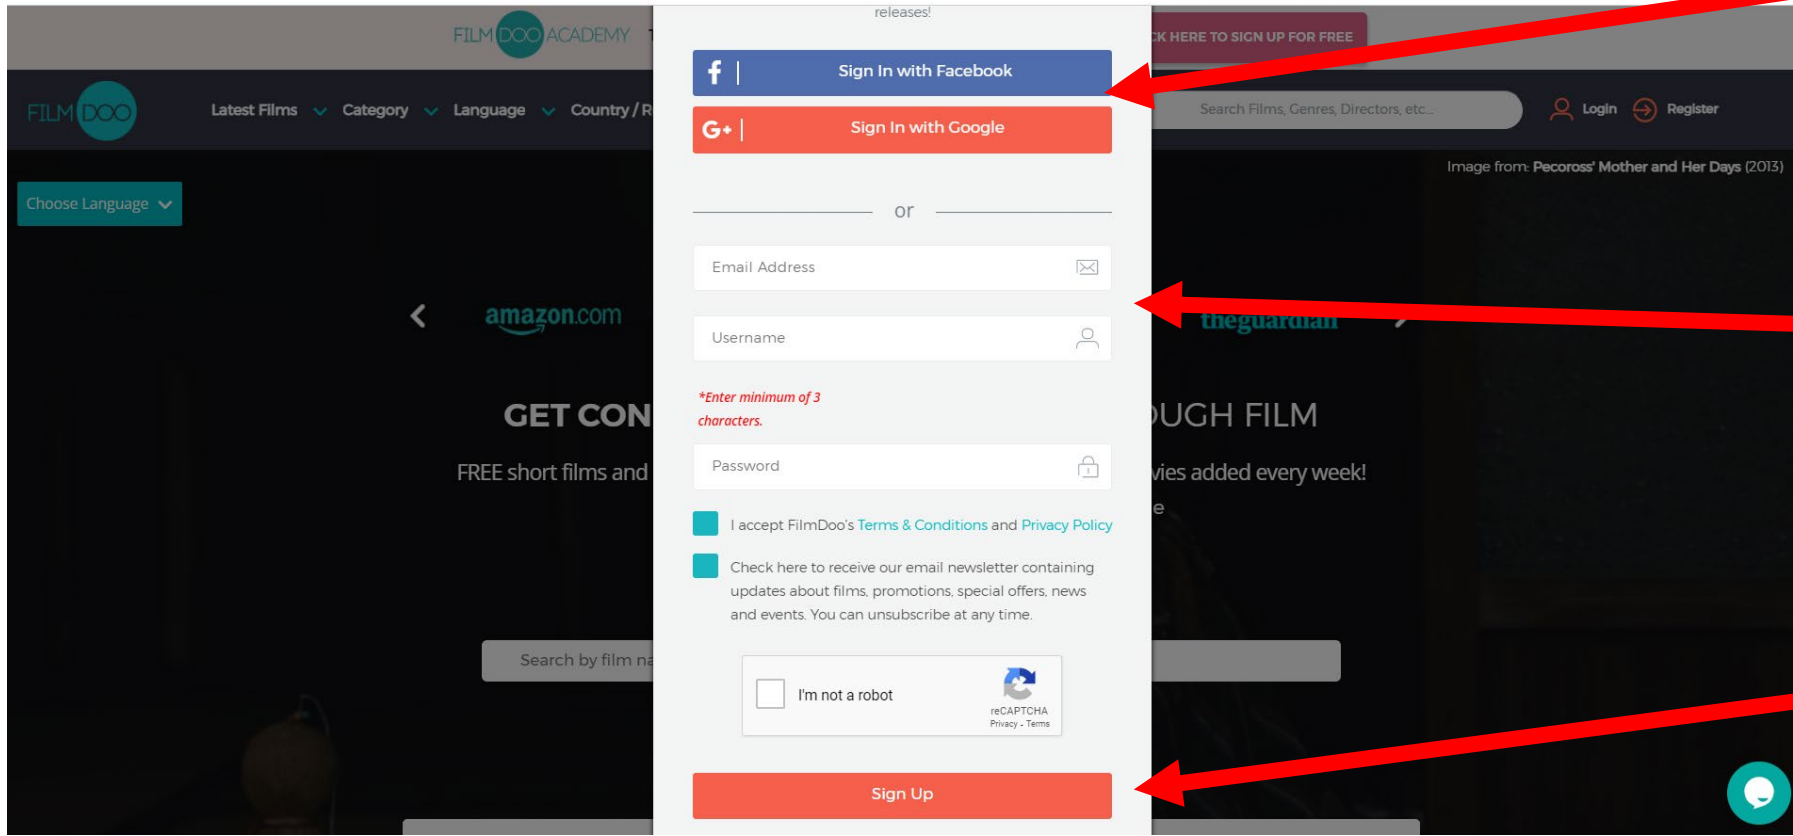 releases!
FILM DOO ACADEMY
CK HERE TO SIGN UP FOR FREE
f | Sign In with Facebook
G+ | Sign In with Google
FILM DOO
Latest Films
Category
Language
Country / R
Search Films, Genres, Directors, etc...
Login
Register
Image from: Pecoross' Mother and Her Days (2013)
Choose Language
or
Email Address
amazon.com
theguardian
Username
*Enter minimum of 3
characters.
GET CON
OUGH FILM
Password
FREE short films and
vies added every week!
e
I accept FilmDoo's Terms & Conditions and Privacy Policy
Check here to receive our email newsletter containing
updates about films, promotions, special offers, news
and events. You can unsubscribe at any time.
Search by film na
I'm not a robot
reCAPTCHA
Privacy - Terms
Sign Up